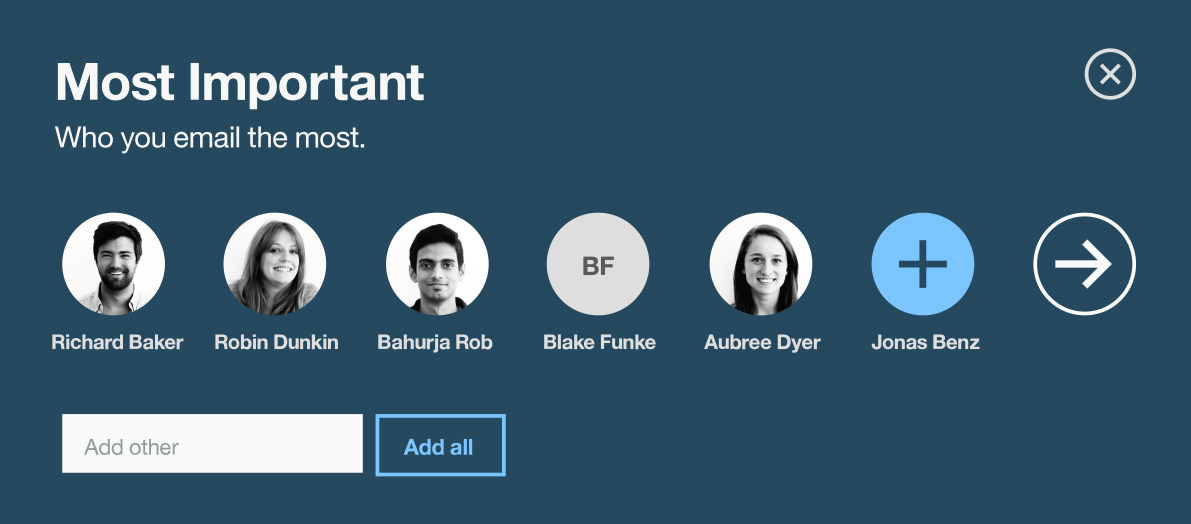 Most Important
Who you email the most.
BF
Richard Baker
Robin Dunkin
Bahurja Rob
Blake Funke
Aubree Dyer
Jonas Benz
Add other
Add all